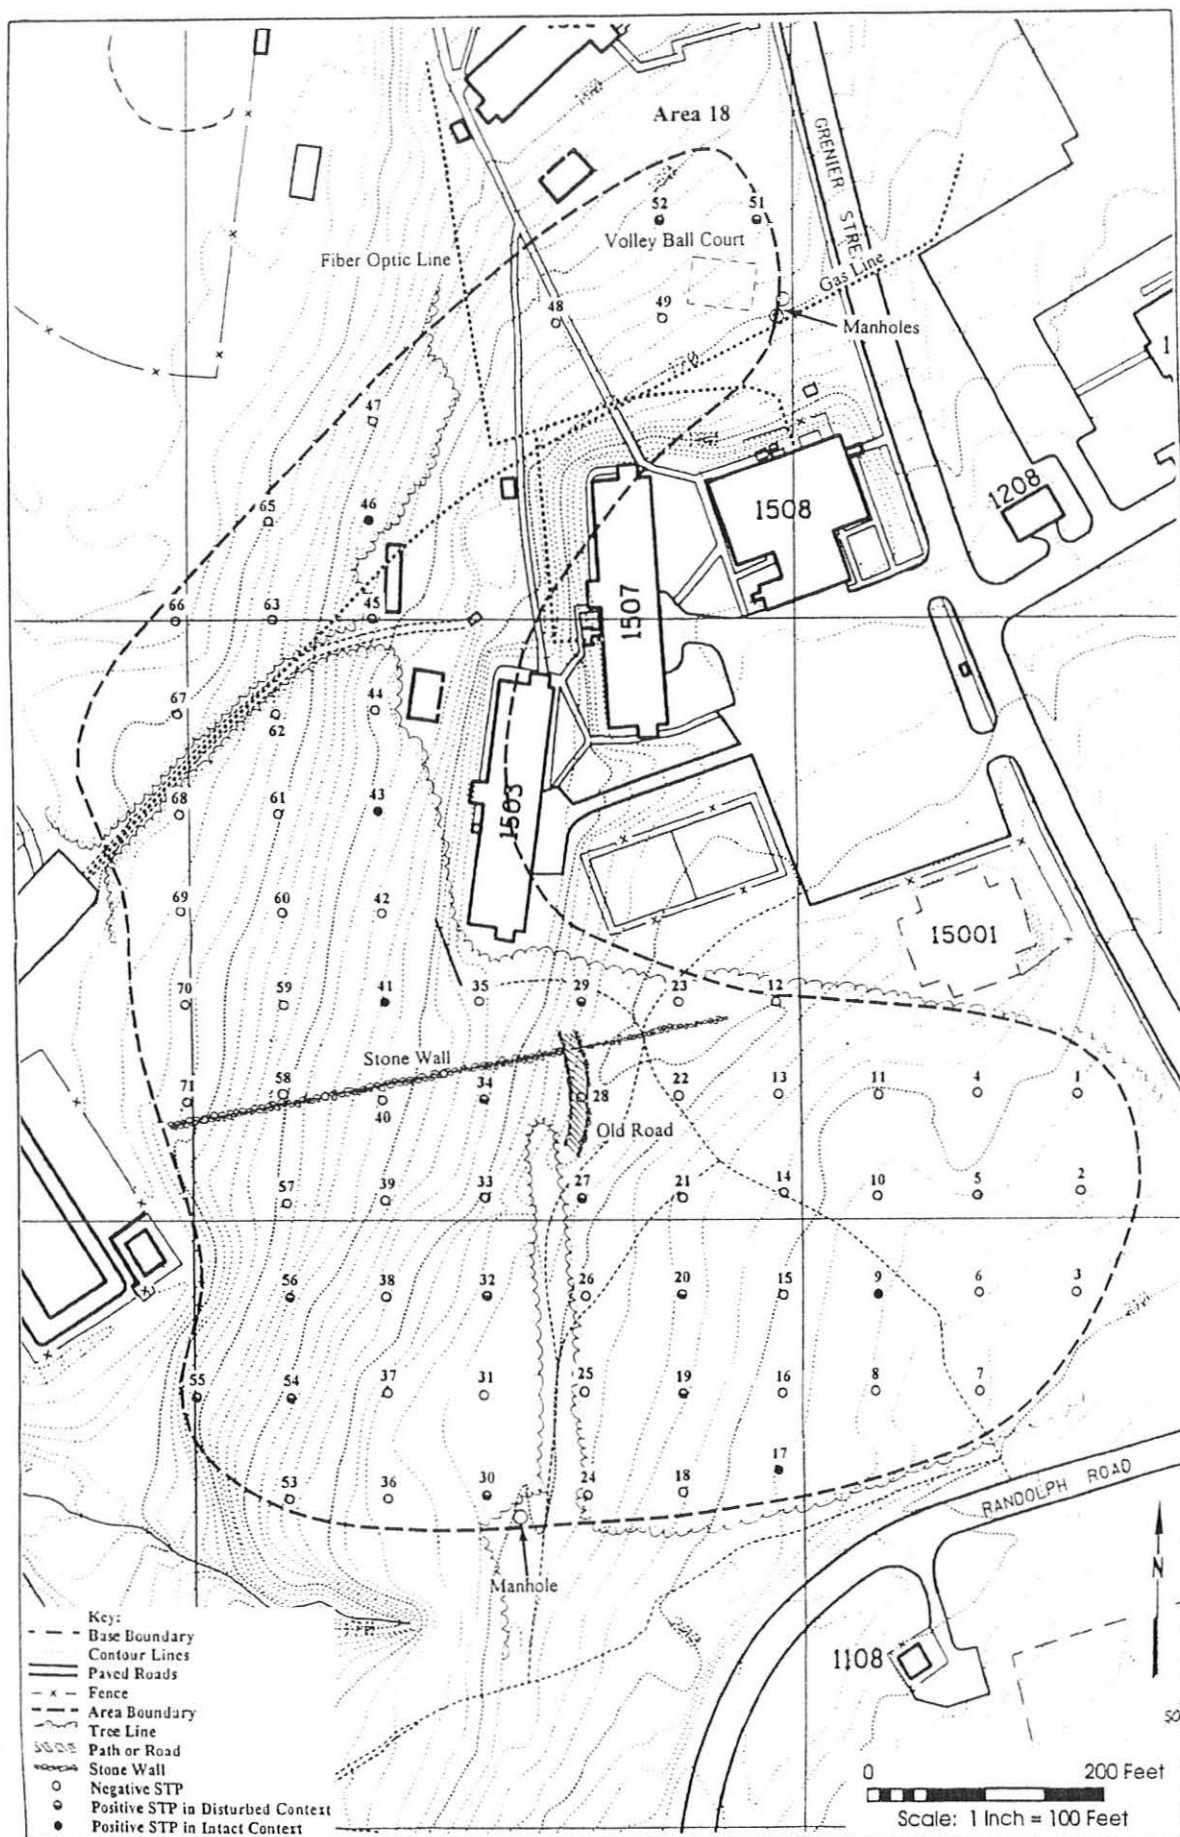 Area 18
GRENIER STRE
52 51
Volley Ball Court
Fiber Optic Line
Gas Line
48 49
Manholes
47
1
65 46
1508
1208
66 63 45
1507
67 62 44
68 61 43
1503
69 60 42
15001
70 59 41 35 29 23 12
Stone Wall
71 58 40 34 28 22 13 11 4 1
Old Road
57 39 33 27 21 14 10 5 2
56 38 32 26 20 15 9 6 3
55 54 37 31 25 19 16 8 7
17
53 36 30 24 18
RANDOLPH ROAD
N
Manhole
1108
Key:
Base Boundary
Contour Lines
Paved Roads
Fence
Area Boundary
Tree Line
Path or Road
Stone Wall
Negative STP
Positive STP in Disturbed Context
Positive STP in Intact Context
0 200 Feet
Scale: 1 Inch = 100 Feet